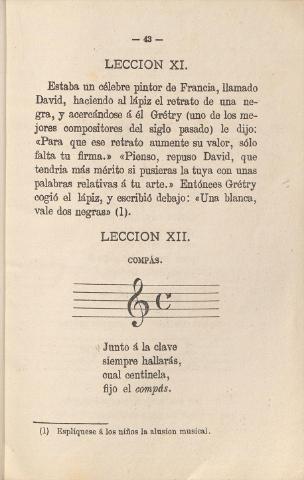 — 43 —
LECCION XI.
Estaba un célebre pintor de Francia, llamado
David, haciendo al lápiz el retrato de una ne-
gra, y acercándose á él Grétry (uno de los me-
jores compositores del siglo pasado) le dijo:
«Para que ese retrato aumente su valor, sólo
falta tu firma.» «Pienso, repuso David, que
tendria más mérito si pusieras la tuya con unas
palabras relativas á tu arte.» Entónces Grétry
cogió el lápiz, y escribió debajo: «Una blanca,
vale dos negras» (1).
LECCION XII.
COMPÁS.
Junto á la clave
siempre hallarás,
cual centinela,
fijo el compás.
(1) Esplíquese á los niños la alusion musical.